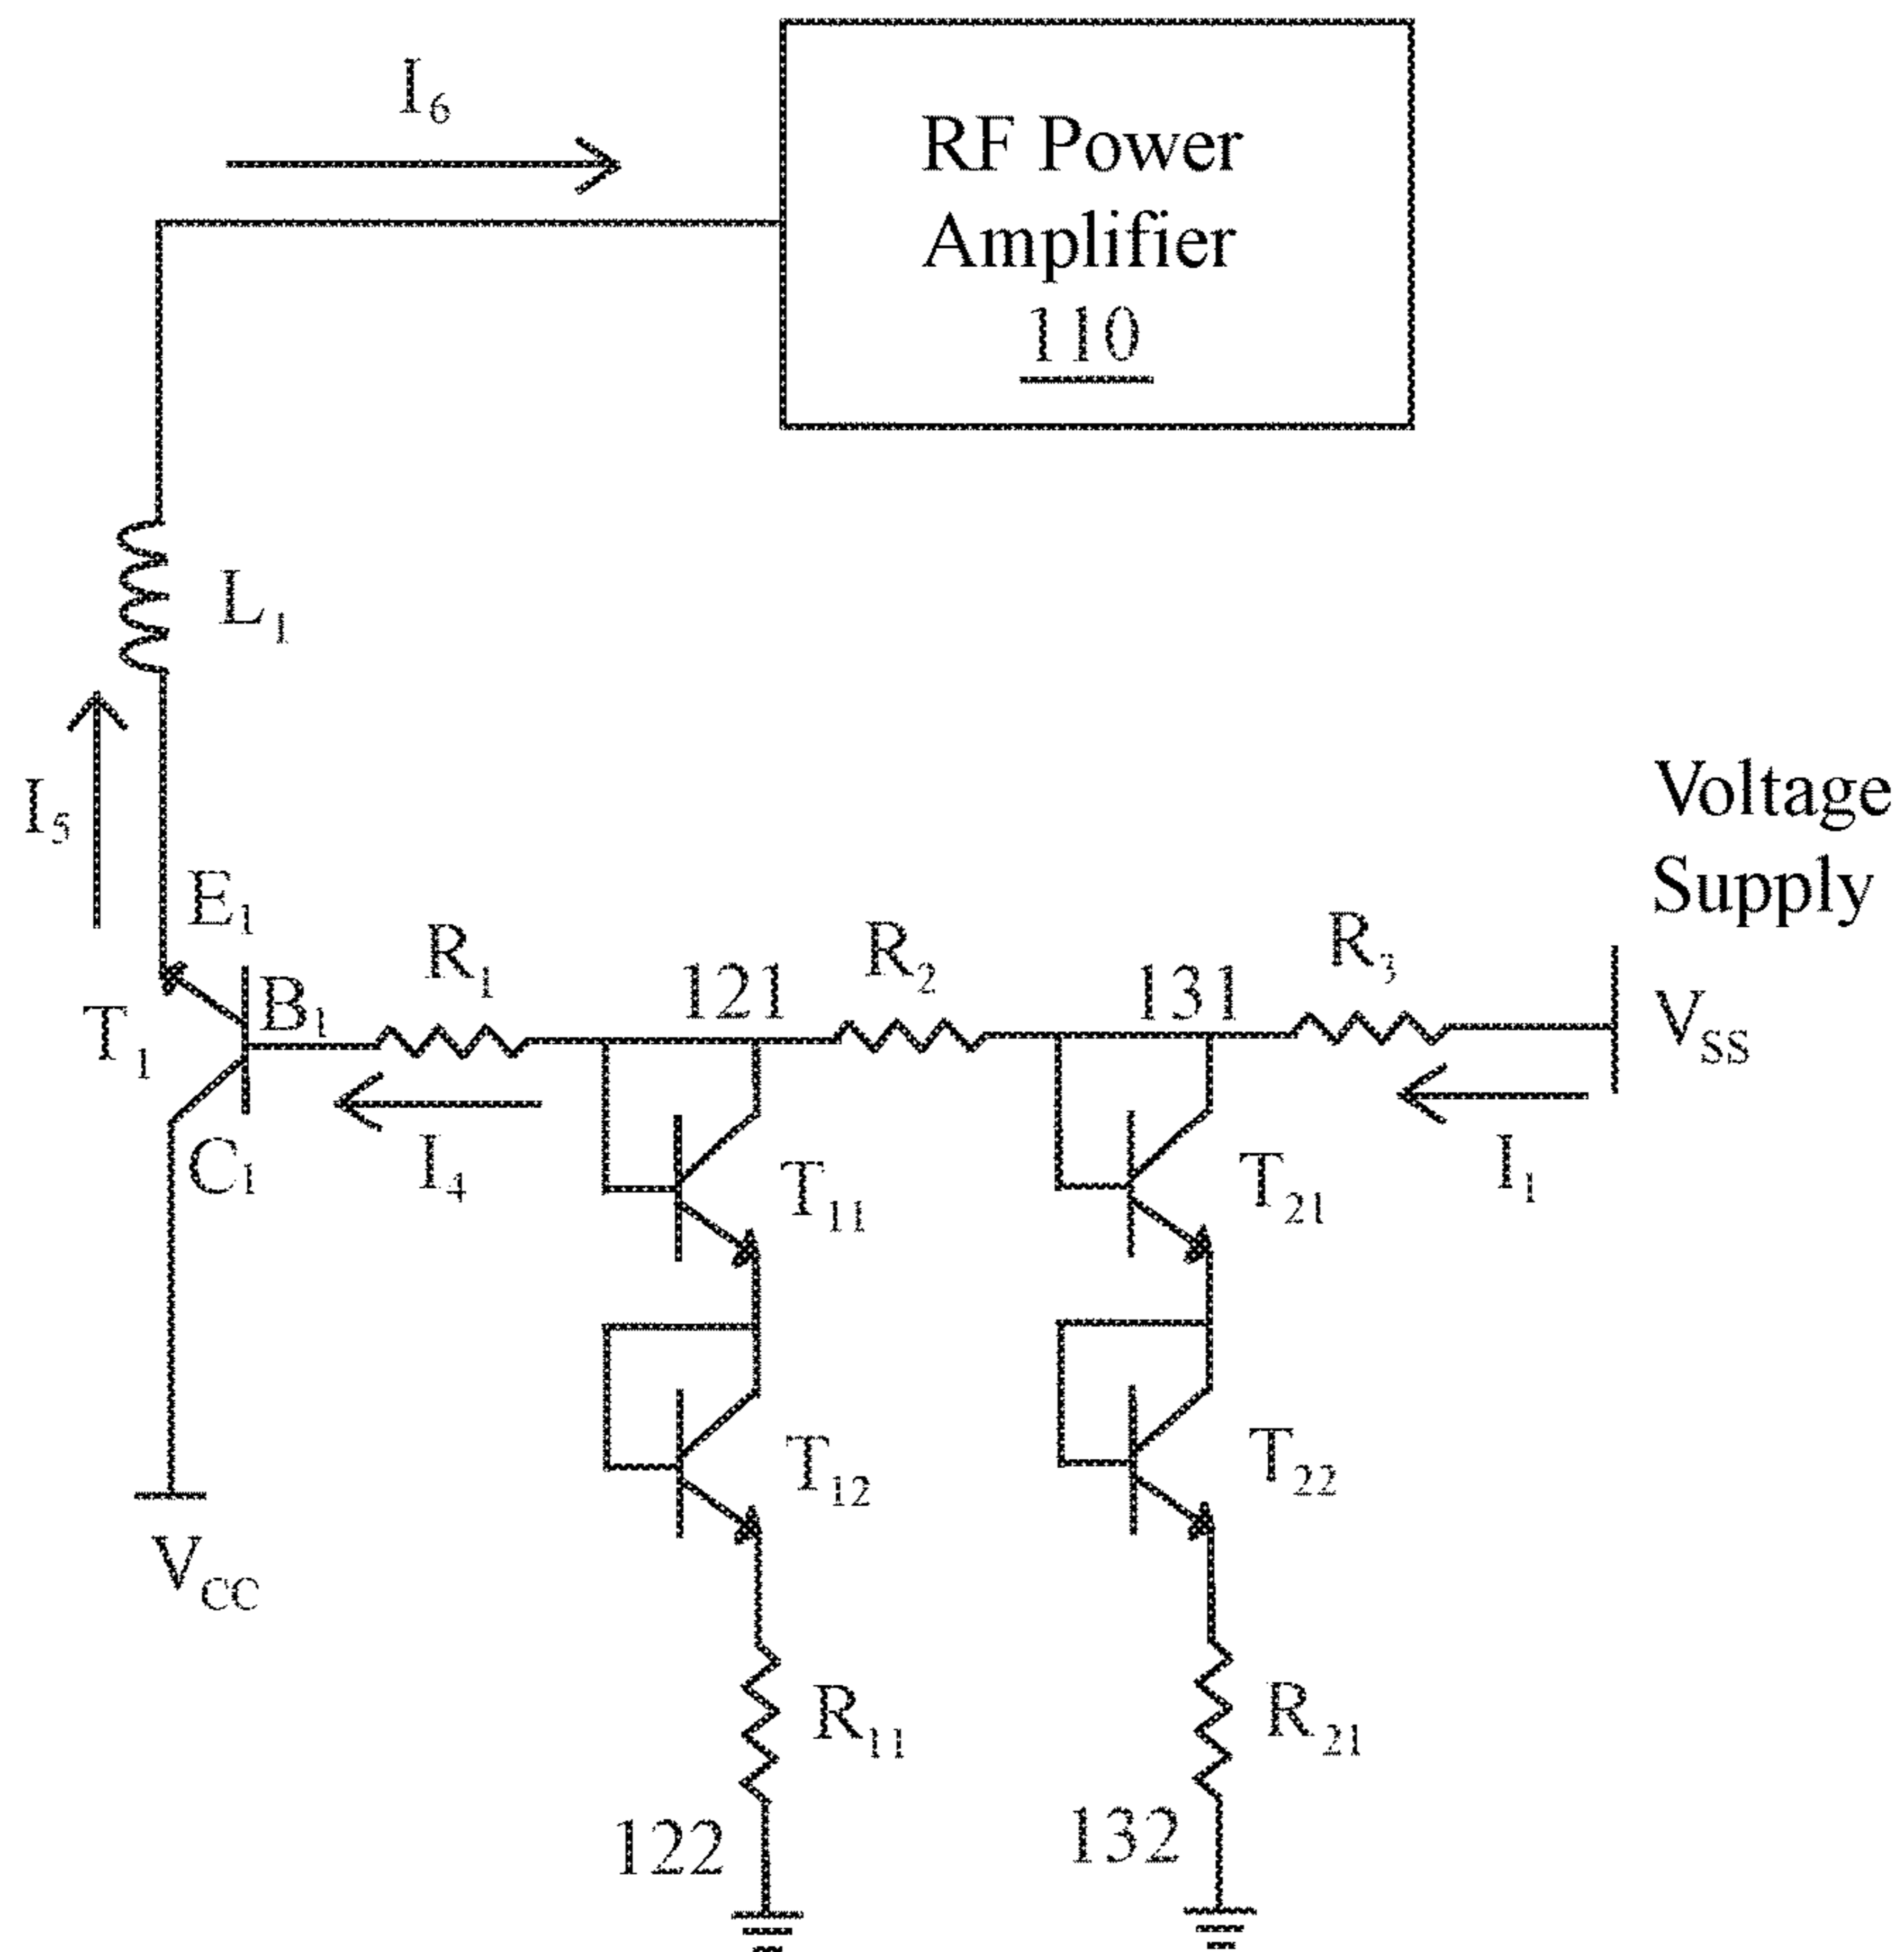 I6
RF Power
Amplifier
110
L1
I5
Voltage
Supply
E1
R1
121
R2
131
R3
T1
B1
VSS
C1
I4
T11
T21
I1
T12
T22
VCC
R11
R21
122
132